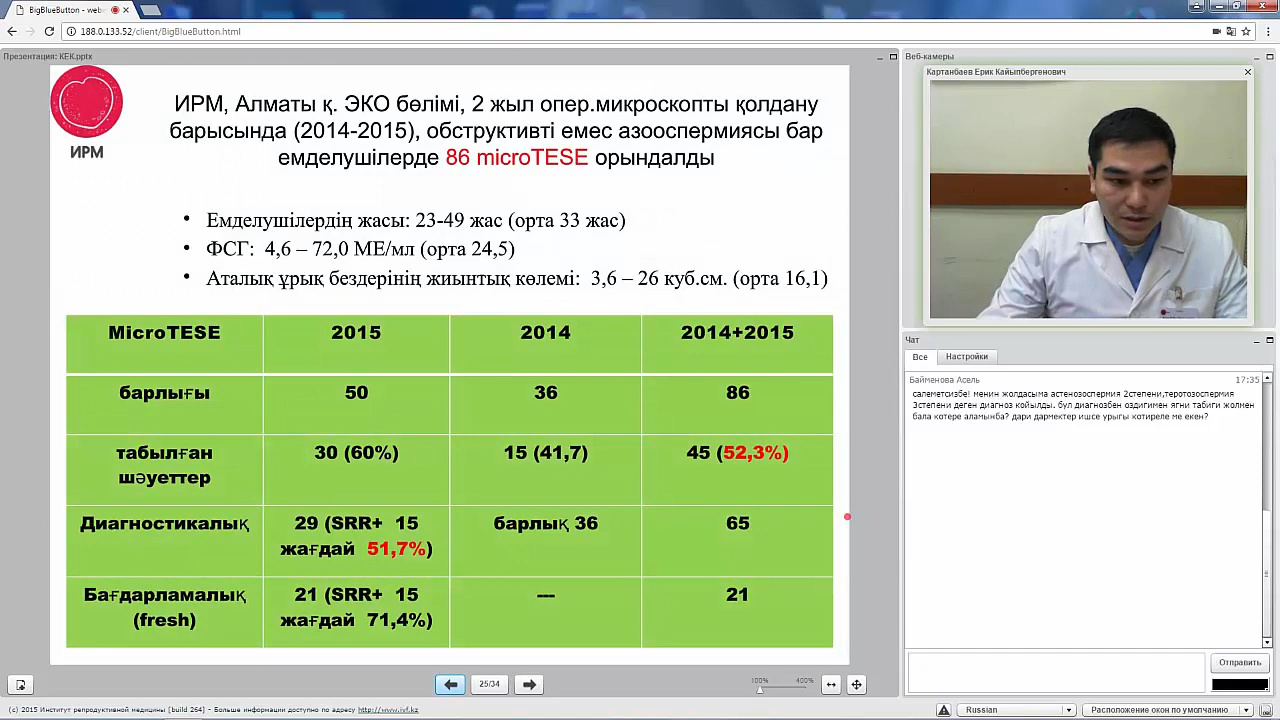 BigBlueButton - web
188.0.133.52/client/BigBlueButton.html
Презентация: КЕК.pptx
ИРМ
ИРМ, Алматы қ. ЭКО бөлімі, 2 жыл опер.микроскопты қолдану
барысында (2014-2015), обструктивті емес азооспермиясы бар
емделушілерде 86 microTESE орындалды
• Емделушілердің жасы: 23-49 жас (орта 33 жас)
• ФСГ: 4,6 – 72,0 МЕ/мл (орта 24,5)
• Аталық ұрық бездерінің жиынтық көлемі: 3,6 – 26 куб.см. (орта 16,1)
MicroTESE 2015 2014 2014+2015
барлығы 50 36 86
табылған
шәуеттер 30 (60%) 15 (41,7) 45 (52,3%)
Диагностикалық 29 (SRR+ 15
жағдай 51,7%) барлық 36 65
Бағдарламалық
(fresh) 21 (SRR+ 15
жағдай 71,4%) --- 21
25/34
100% 400%
Веб-камеры
Картанбаев Ерик Кайыпбергенович
Чат
Все Настройки
Байменова Асель 17:35
салеметсизбе! менин жолдасыма астенозоспермия 2степени,теротозоспермия
3степени деген диагноз койылды. бул диагнозбен оздигимен ягни табиги жолмен
бала котере аламынба? дари дармектер ишсе урыгы котериле ме екен?
Отправить
(c) 2015 Институт репродуктивной медицины [build 264] - Больше информации доступно по адресу http://www.ivf.kz
Russian
Расположение окон по умолчанию